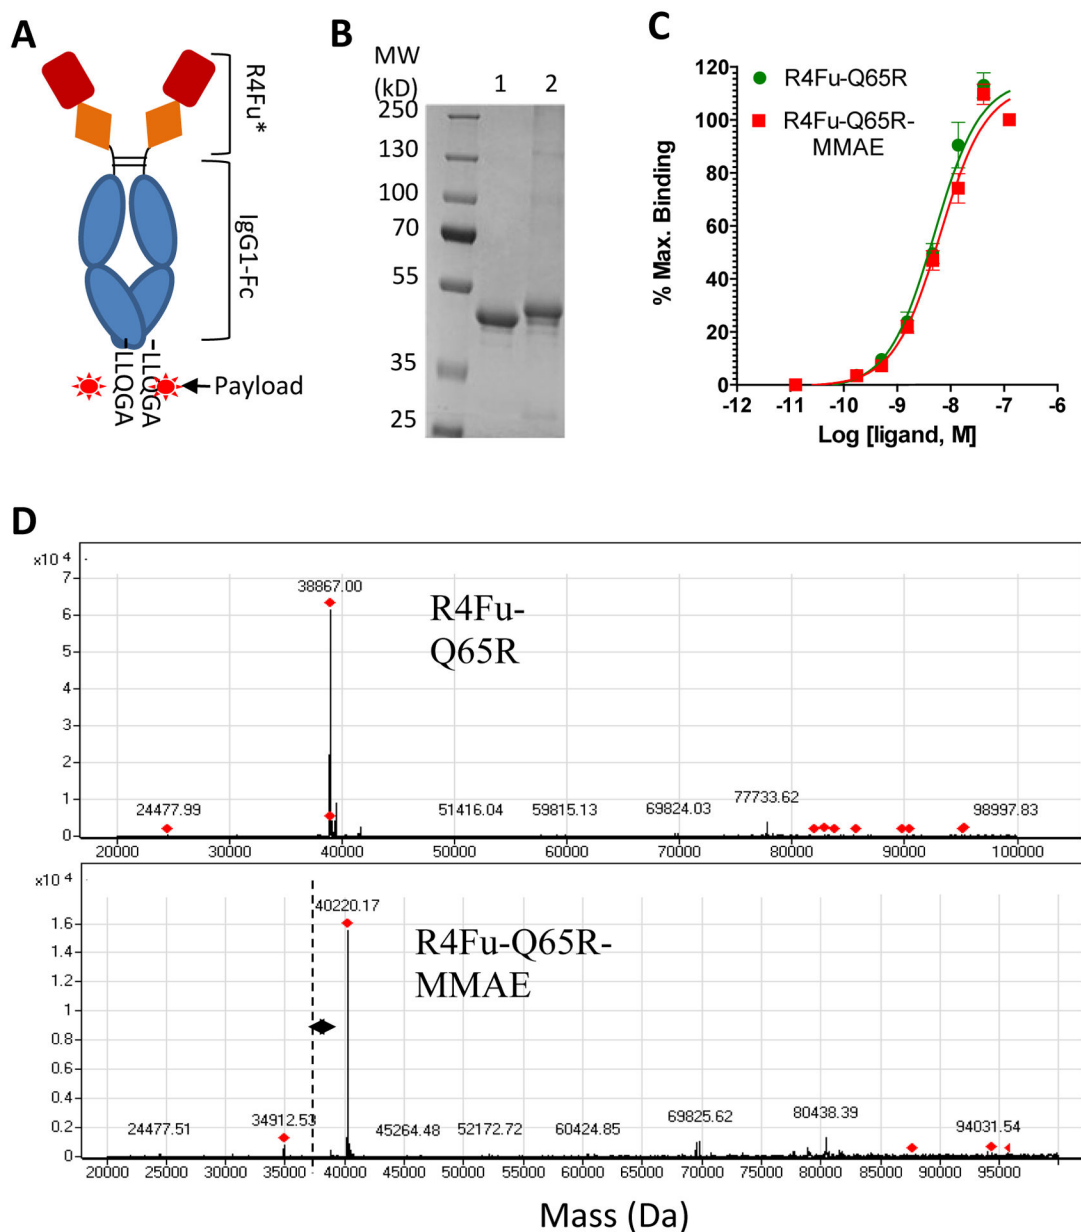 A
R4Fu*
IgG1-Fc
-LLQGA
-LLQGA
Payload
B
MW
(kD)
1 2
250
130
100
70
55
35
25
C
R4Fu-Q65R
R4Fu-Q65R-
MMAE
% Max. Binding
120
100
80
60
40
20
0
-12 -11 -10 -9 -8 -7 -6
Log [ligand, M]
D
x10 4
7
6
5
4
3
2
1
0
38867.00
R4Fu-
Q65R
24477.99 51416.04 59815.13 69824.03 77733.62 98997.83
20000 30000 40000 50000 60000 70000 80000 90000 100000
x10 4
1.6
1.4
1.2
1
0.8
0.6
0.4
0.2
0
40220.17
R4Fu-Q65R-
MMAE
24477.51 34912.53 45264.48 52172.72 60424.85 69825.62 80438.39 94031.54
20000 25000 30000 35000 40000 45000 50000 55000 60000 65000 70000 75000 80000 85000 90000 95000
Mass (Da)